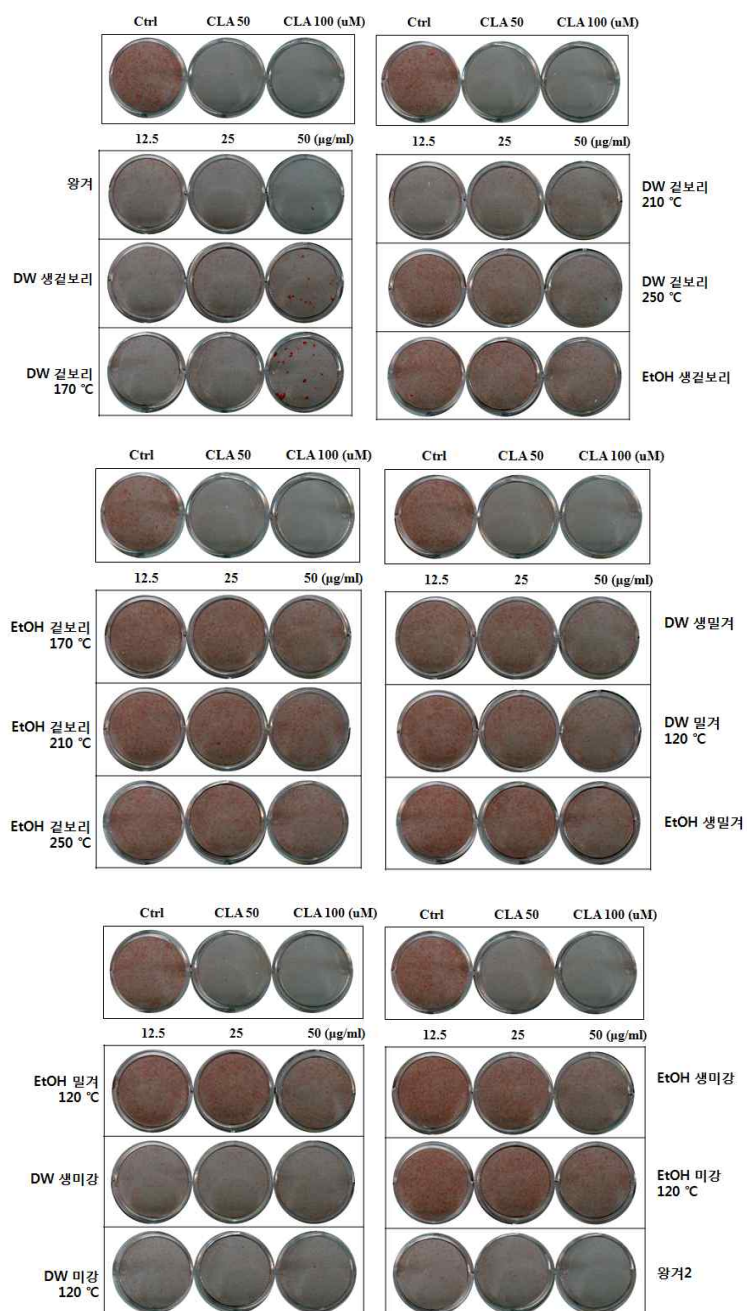 Ctrl CLA 50 CLA 100 (uM)
12.5 25 50 (μg/ml)
왕겨
DW 생겉보리
DW 겉보리
170 ℃
Ctrl CLA 50 CLA 100 (uM)
12.5 25 50 (μg/ml)
DW 겉보리
210 ℃
DW 겉보리
250 ℃
EtOH 생겉보리
Ctrl CLA 50 CLA 100 (uM)
12.5 25 50 (μg/ml)
EtOH 겉보리
170 ℃
EtOH 겉보리
210 ℃
EtOH 겉보리
250 ℃
Ctrl CLA 50 CLA 100 (uM)
12.5 25 50 (μg/ml)
DW 생밀겨
DW 밀겨
120 ℃
EtOH 생밀겨
Ctrl CLA 50 CLA 100 (uM)
12.5 25 50 (μg/ml)
EtOH 밀겨
120 ℃
DW 생미강
DW 미강
120 ℃
Ctrl CLA 50 CLA 100 (uM)
12.5 25 50 (μg/ml)
EtOH 생미강
EtOH 미강
120 ℃
왕겨2